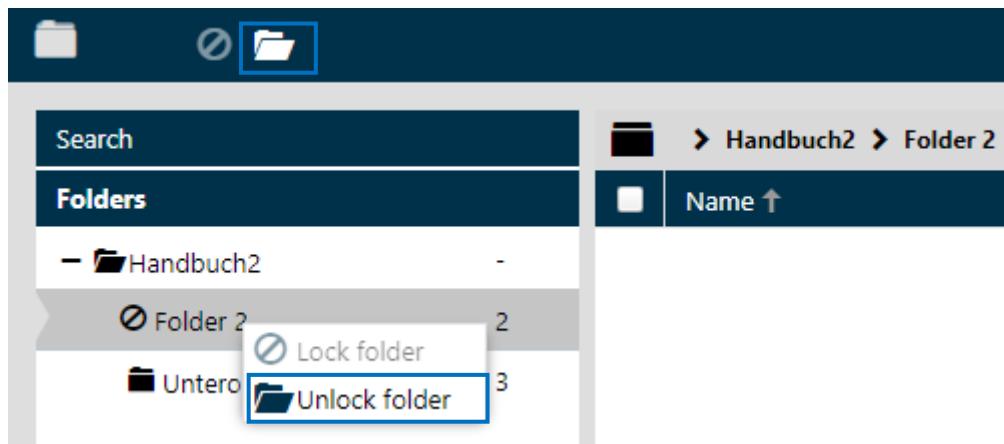 Search
Folders
Handbuch2 -
Folder 2 2
Lock folder
Untero 3
Unlock folder
Handbuch2 Folder 2
Name